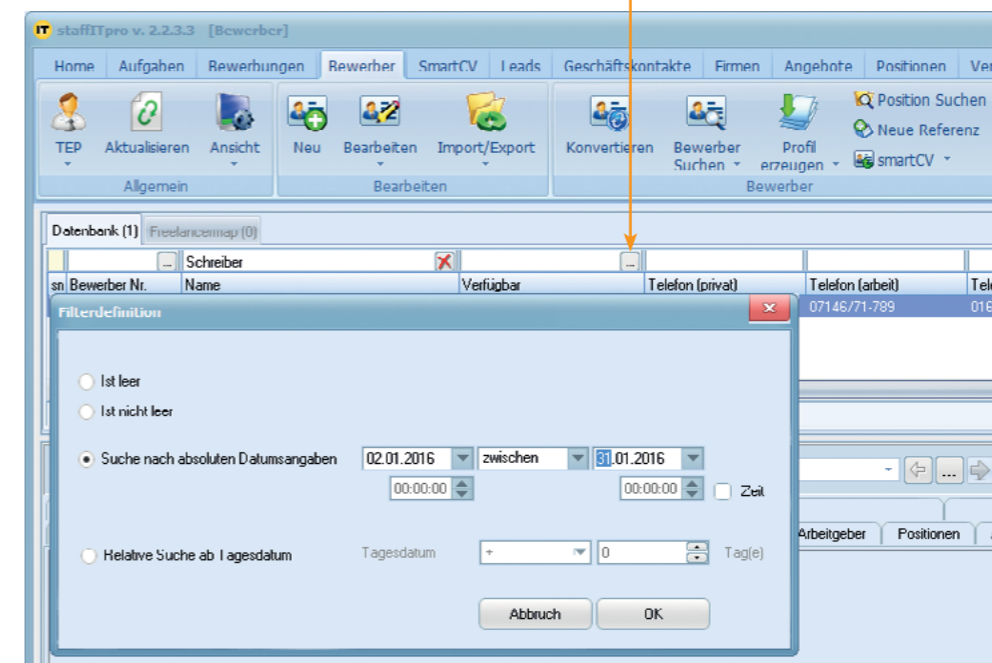 IT staffITpro v. 2.2.3.3 [Bewerber]
Home Aufgaben Bewerbungen Bewerber SmartCV Leads Geschäftskontakte Firmen Angebote Positionen
TEP Aktualisieren Ansicht Neu Bearbeiten Import/Export Konvertieren Bewerber Suchen Profil erzeugen
Position Suchen
Neue Referenz
smartCV
Allgemein Bearbeiten Bewerber
Datenbank (1) Freelancermap (0)
... Schreiber ...
sn Bewerber Nr. Name Verfügbar Telefon (privat) Telefon (arbeit) Tel
Filterdefinition 07146/71-789 016
Ist leer
Ist nicht leer
Suche nach absoluten Datumsangaben 02.01.2016 zwischen 31.01.2016
00:00:00 00:00:00 Zeit
...
Arbeitgeber Positionen
Relative Suche ab Tagesdatum Tagesdatum + 0 Tag(e)
Abbruch OK